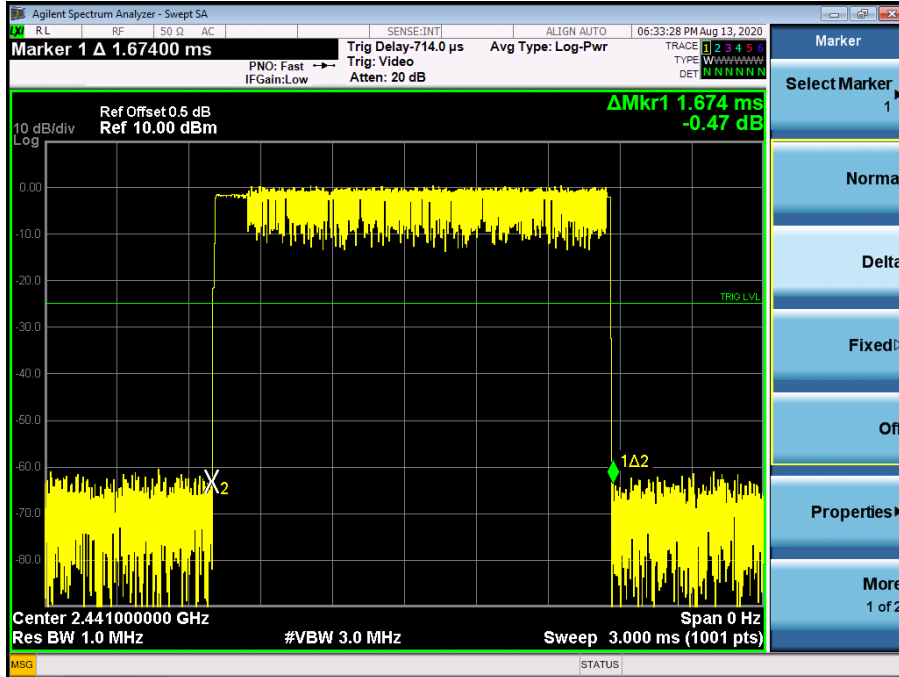 Agilent Spectrum Analyzer - Swept SA
LXI RL RF 50 Ω AC SENSE:INT ALIGN AUTO 06:33:28 PM Aug 13, 2020
Marker 1 Δ 1.67400 ms
PNO: Fast
IFGain:Low
Trig Delay-714.0 µs
Trig: Video
Atten: 20 dB
Avg Type: Log-Pwr
TRACE 1 2 3 4 5 6
TYPE WWWWWW
DET N N N N N N
ΔMkr1 1.674 ms
-0.47 dB
Ref Offset 0.5 dB
10 dB/div Ref 10.00 dBm
Log
0.00
-10.0
-20.0
TRIG LVL
-30.0
-40.0
-50.0
-60.0
1Δ2
2
-70.0
-80.0
Center 2.441000000 GHz Span 0 Hz
Res BW 1.0 MHz #VBW 3.0 MHz Sweep 3.000 ms (1001 pts)
MSG STATUS
Marker
Select Marker
1
Norma
Delta
Fixed
Off
Properties
More
1 of 2